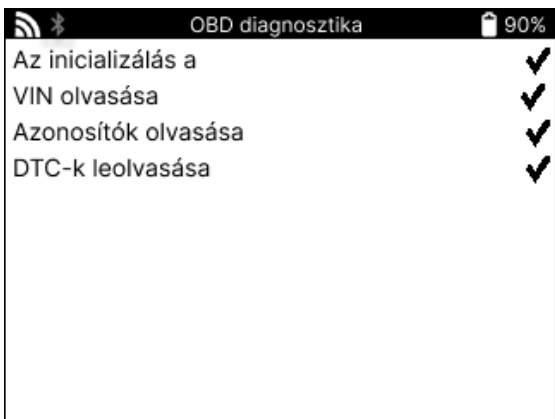 OBD diagnosztika 90%
Az inicializálás a
VIN olvasása
Azonosítók olvasása
DTC-k leolvasása